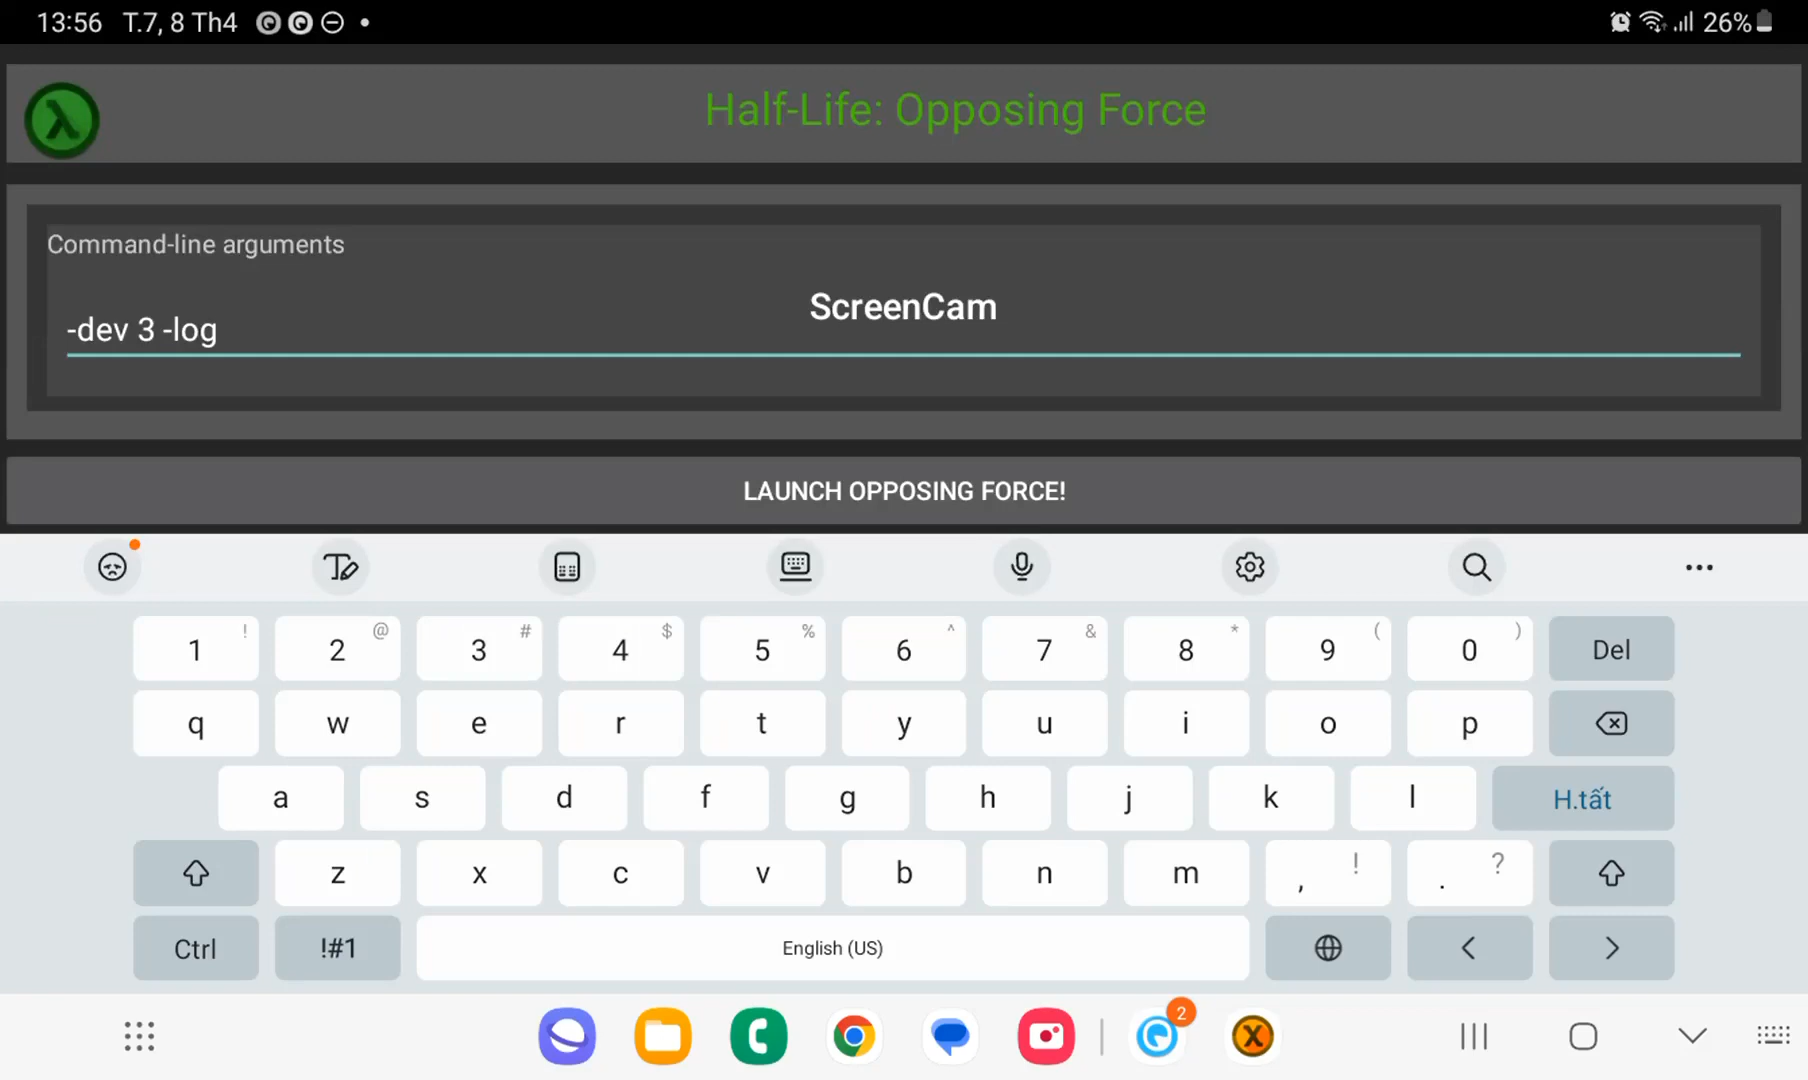 13:56 T.7, 8 Th4 26%
Half-Life: Opposing Force
Command-line arguments
ScreenCam
-dev 3 -log
LAUNCH OPPOSING FORCE!
1 ! 2 @ 3 # 4 $ 5 % 6 ^ 7 & 8 * 9 ( 0 ) Del
q w e r t y u i o p
a s d f g h j k l H.tất
z x c v b n m , ! . ?
Ctrl !#1 English (US) < >
2